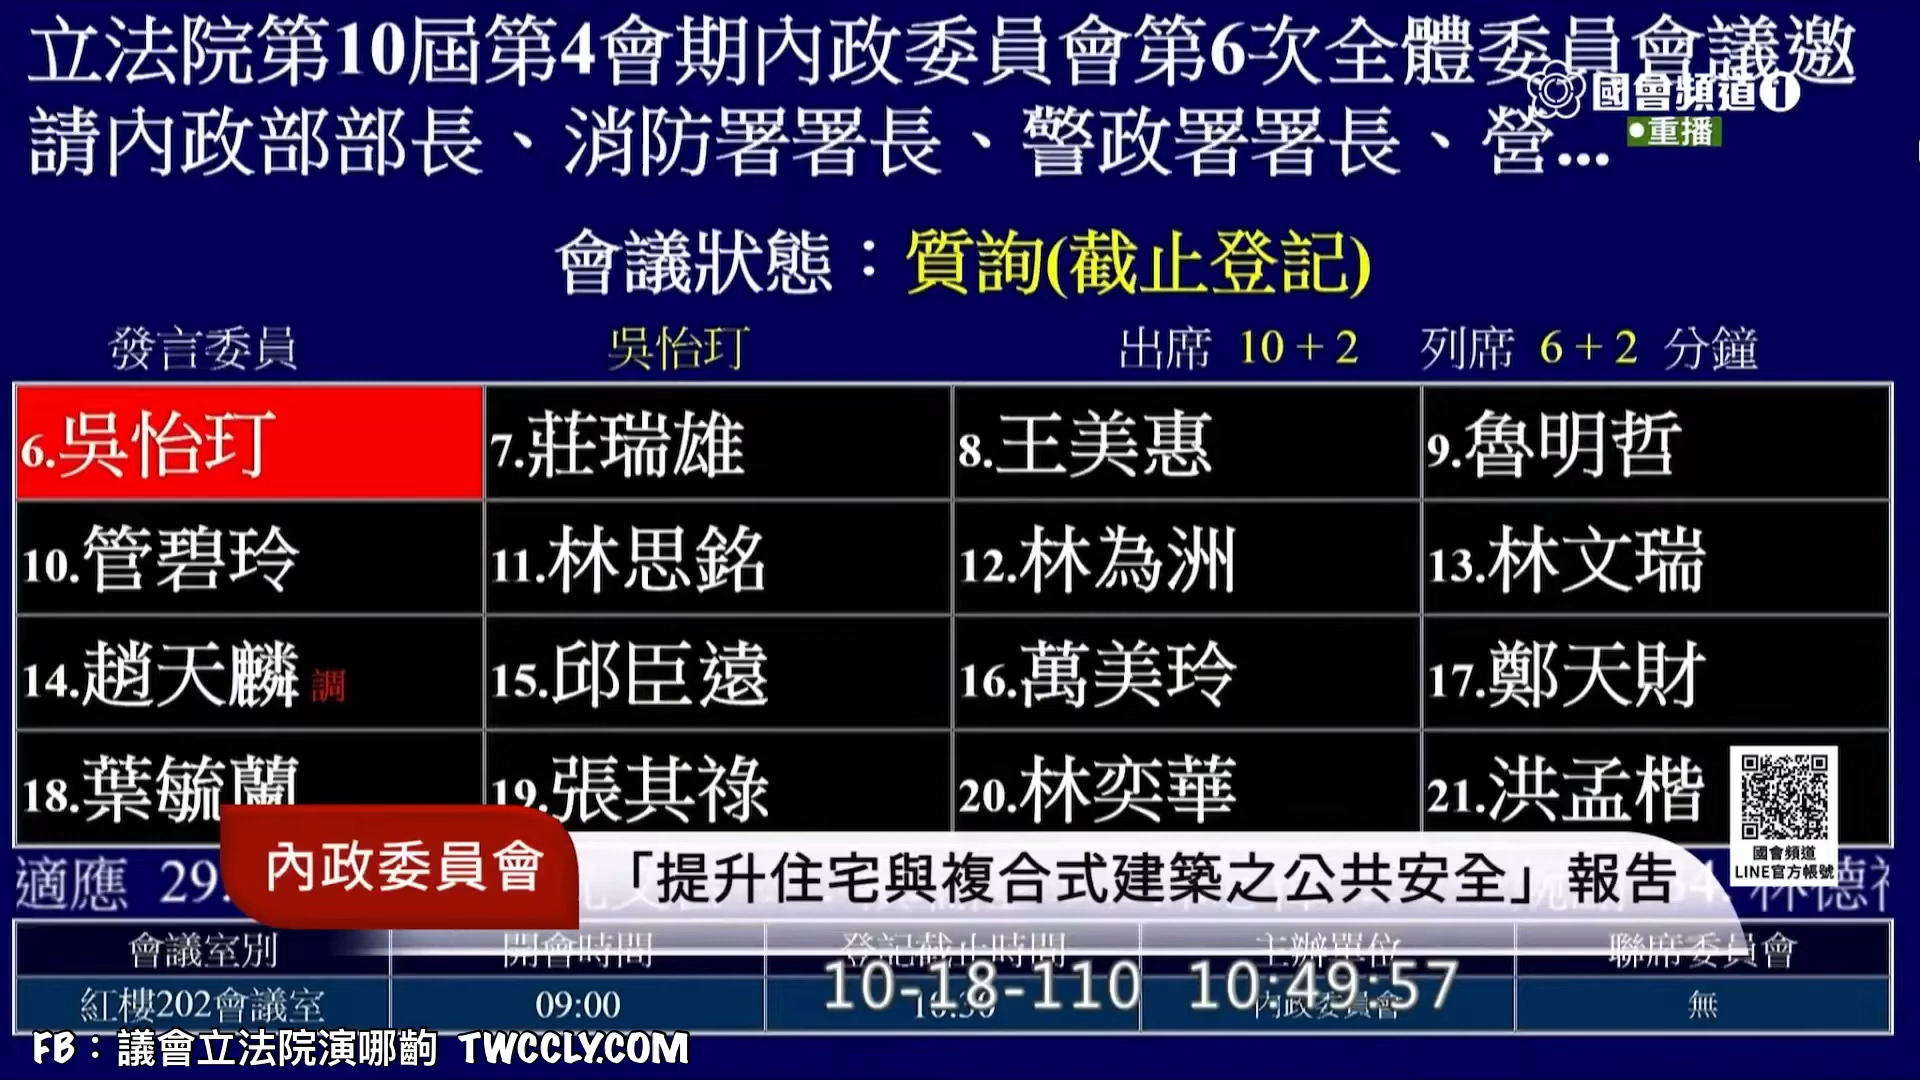 立法院第10屆第4會期內政委員會第6次全體委員會議邀
請內政部部長、消防署署長、警政署署長、營...
國會頻道1
重播
會議狀態：質詢(截止登記)
發言委員 吳怡玎 出席 10 + 2 列席 6 + 2 分鐘
6.吳怡玎 7.莊瑞雄 8.王美惠 9.魯明哲
10.管碧玲 11.林思銘 12.林為洲 13.林文瑞
14.趙天麟 調 15.邱臣遠 16.萬美玲 17.鄭天財
18.葉毓蘭 19.張其祿 20.林奕華 21.洪孟楷
國會頻道
LINE官方帳號
內政委員會
「提升住宅與複合式建築之公共安全」報告
適應 29.
會議室別 開會時間 登記截止時間 主辦單位 聯席委員會
紅樓202會議室 09:00 10:30 內政委員會 無
10-18-110 10:49:57
FB：議會立法院演哪齣 TWCCLY.COM